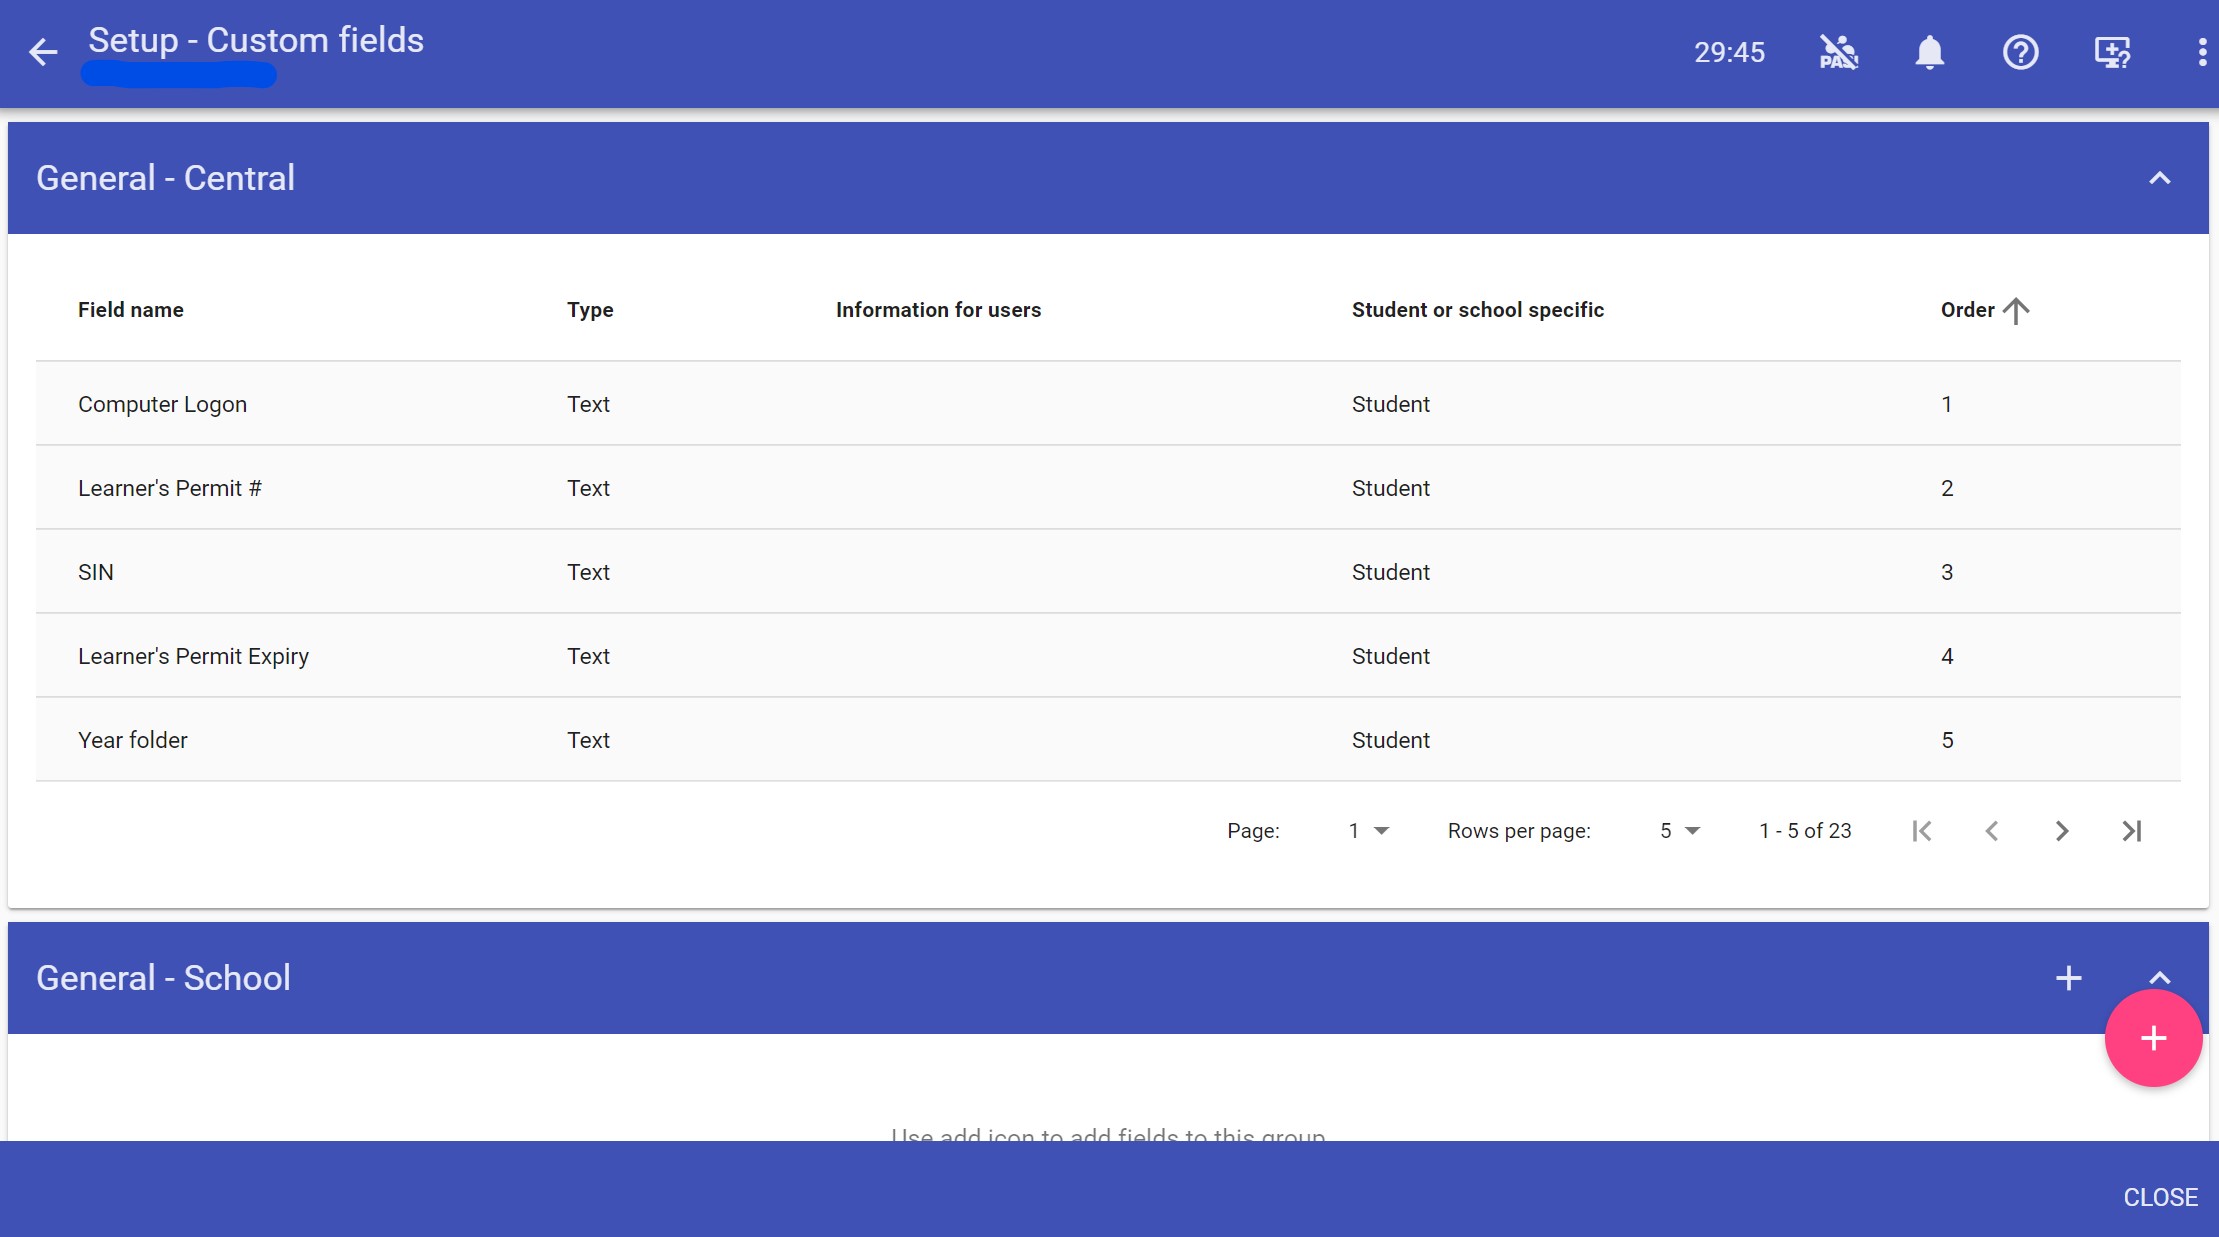 Setup - Custom fields
29:45
General - Central
Field name Type Information for users Student or school specific Order
Computer Logon Text Student 1
Learner's Permit # Text Student 2
SIN Text Student 3
Learner's Permit Expiry Text Student 4
Year folder Text Student 5
Page: 1 Rows per page: 5 1 - 5 of 23
General - School
Use add icon to add fields to this group
CLOSE